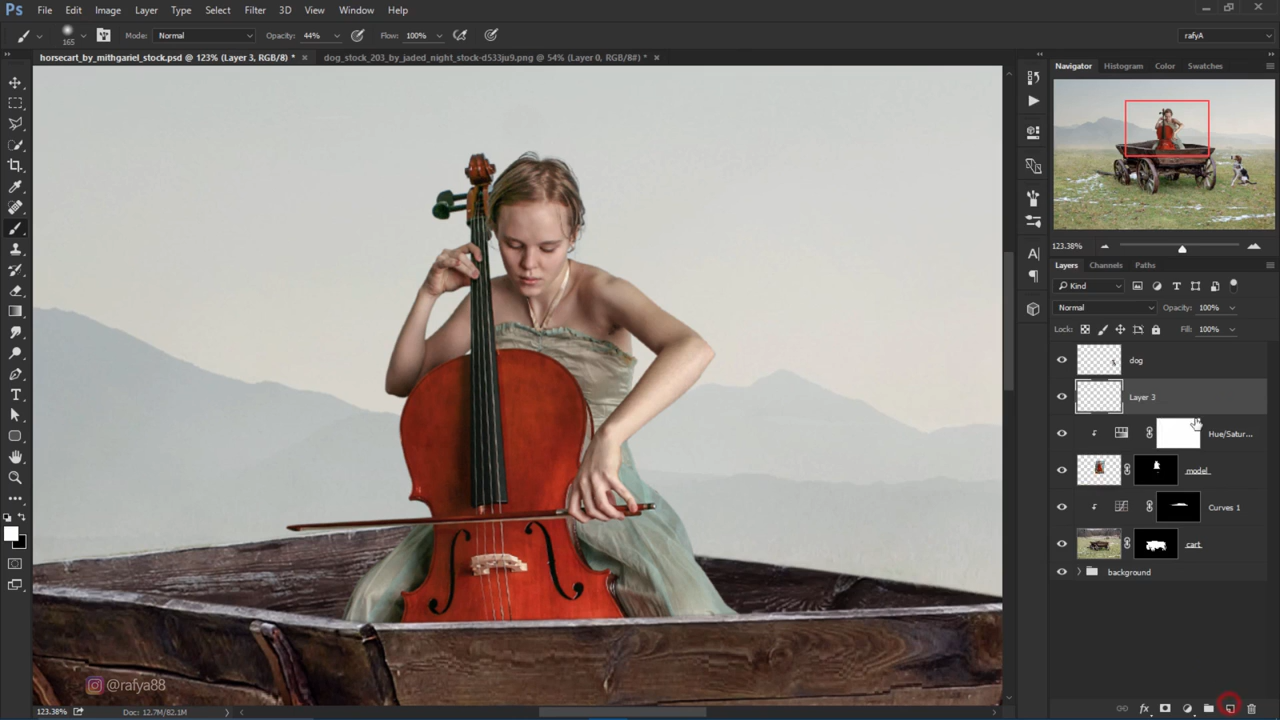 Ps File Edit Image Layer Type Select Filter 3D View Window Help
165 Mode: Normal Opacity: 44% Flow: 100% rafyA
horsecart_by_mithgariel_stock.psd @ 123% (Layer 3, RGB/8) * × dog_stock_203_by_jaded_night_stock-d533ju9.png @ 54% (Layer 0, RGB/8#) * ×
Navigator Histogram Color Swatches
123.38%
Layers Channels Paths
Kind
Normal Opacity: 100%
Lock: Fill: 100%
dog
Layer 3
Hue/Satur...
model
Curves 1
cart
background
@rafya88
123.38% Doc: 12.7M/82.1M